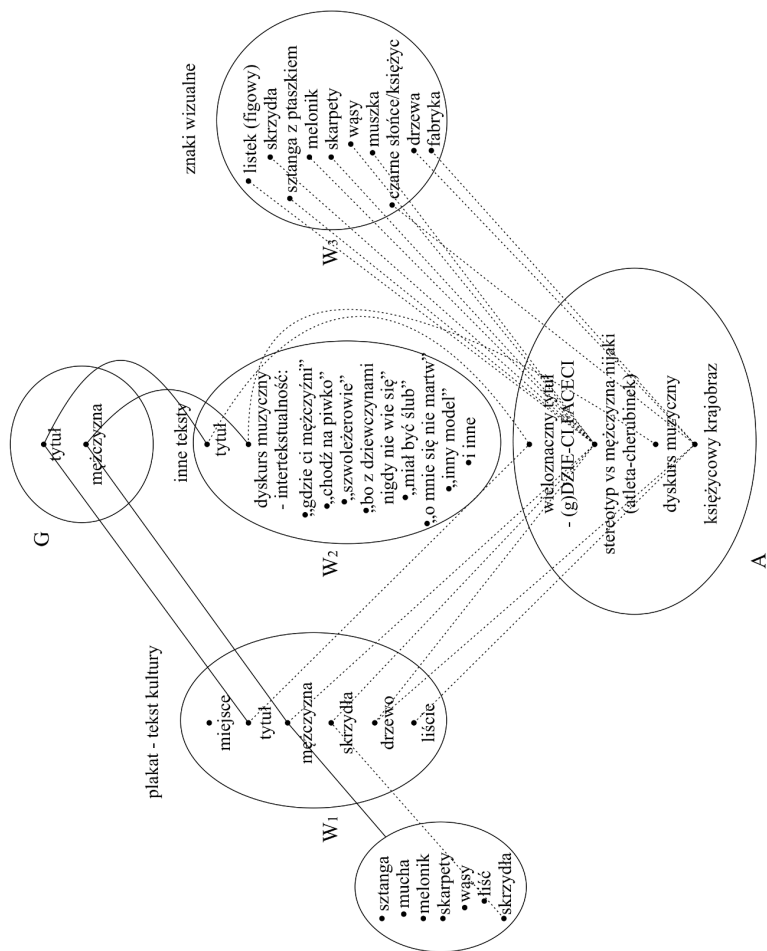 G
tytuł
mężczyzna
plakat - tekst kultury
W1
miejsce
tytuł
mężczyzna
skrzydła
drzewo
liście
sztanga
mucha
melonik
skarpety
wąsy
liść
skrzydła
inne teksty
W2
tytuł
dyskurs muzyczny
- intertekstualność:
„gdzie ci mężczyźni”
„chodź na piwko”
„szwoleżerowie”
„bo z dziewczynami
nigdy nie wie się”
„miał być ślub”
„o mnie się nie martw”
„inny model”
i inne
znaki wizualne
W3
listek (figowy)
skrzydła
sztanga z ptaszkiem
melonik
skarpety
wąsy
muszka
czarne słońce/księżyc
drzewa
fabryka
A
wieloznaczny tytuł
- (g)DZIE-CI-FACECI
stereotyp vs mężczyzna nijaki
(atleta-cherubinek)
dyskurs muzyczny
księżycowy krajobraz